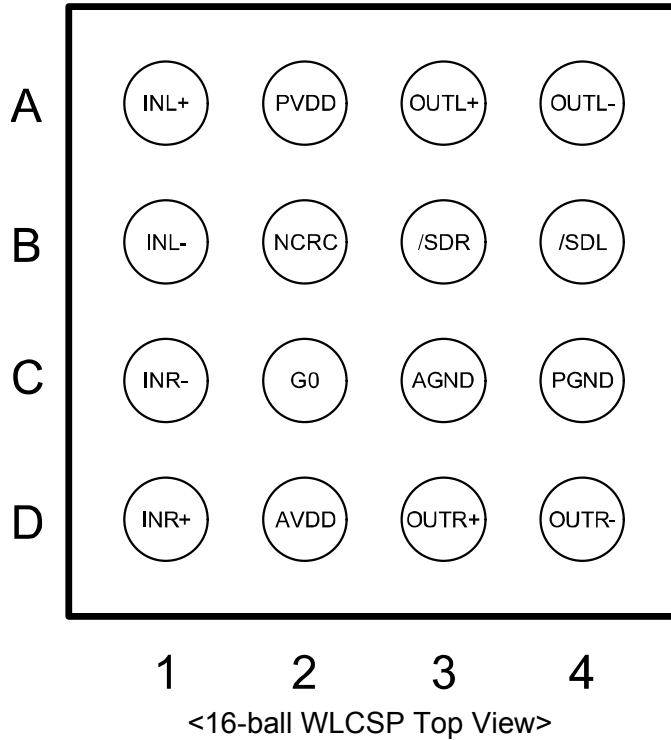 A INL+ PVDD OUTL+ OUTL-
B INL- NCRC /SDR /SDL
C INR- G0 AGND PGND
D INR+ AVDD OUTR+ OUTR-
1 2 3 4
<16-ball WLCSP Top View>